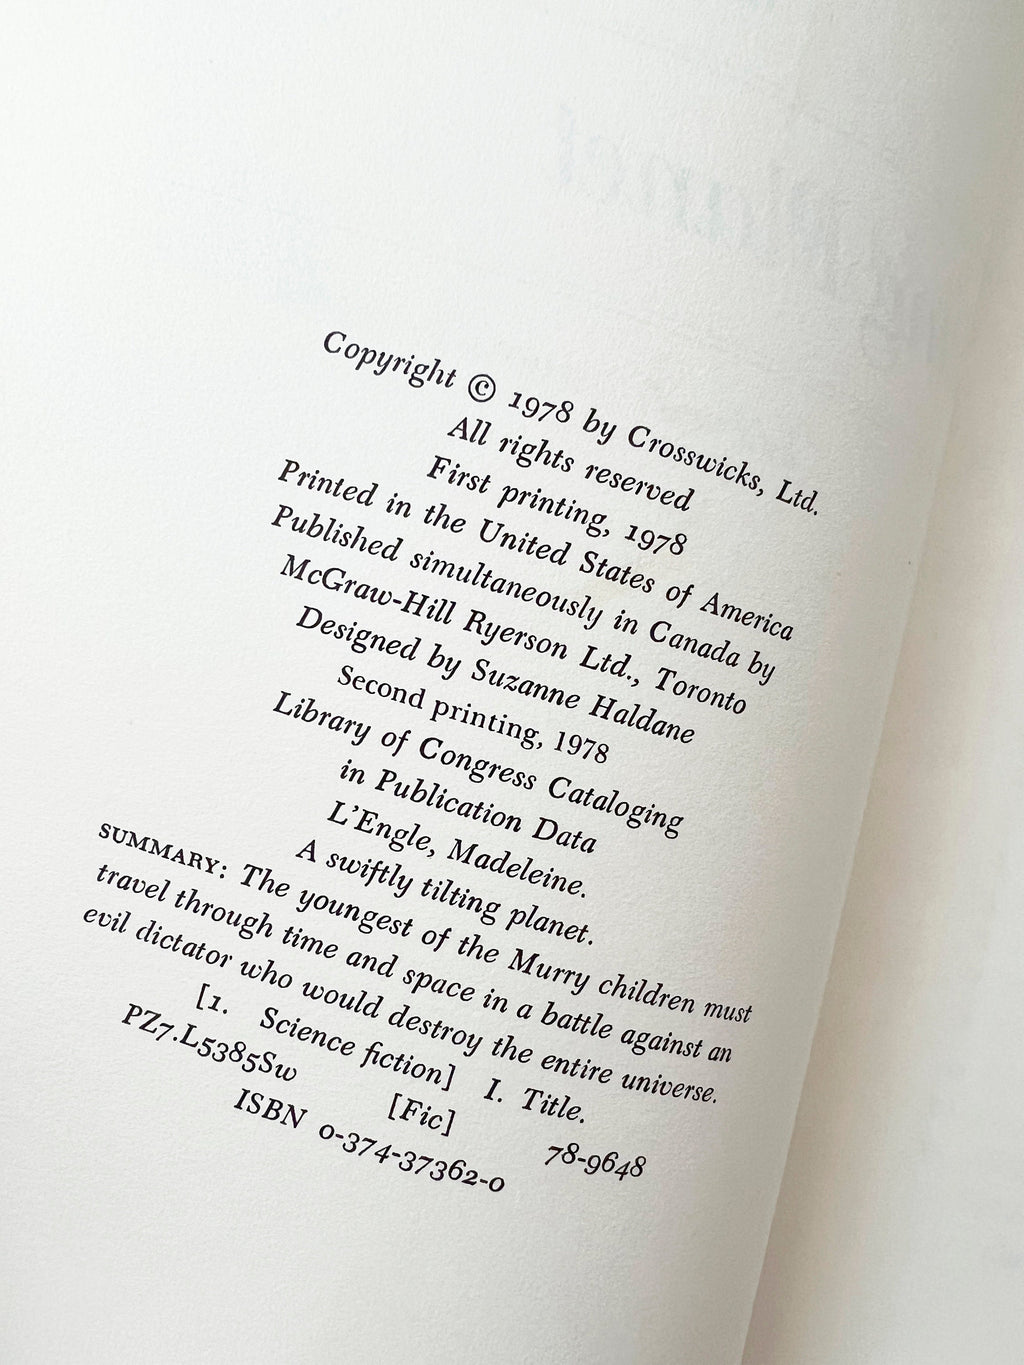 Copyright © 1978 by Crosswicks, Ltd.
All rights reserved
First printing, 1978
Printed in the United States of America
Published simultaneously in Canada by
McGraw-Hill Ryerson Ltd., Toronto
Designed by Suzanne Haldane
Second printing, 1978
Library of Congress Cataloging
in Publication Data
L'Engle, Madeleine.
A swiftly tilting planet.
SUMMARY: The youngest of the Murry children must
travel through time and space in a battle against an
evil dictator who would destroy the entire universe.
[1. Science fiction] I. Title.
PZ7.L5385Sw [Fic] 78-9648
ISBN 0-374-37362-0